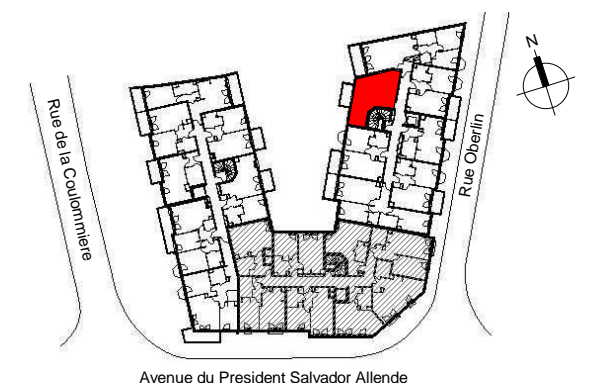 N
Rue de la Coulommiere
Rue Oberlin
Avenue du President Salvador Allende